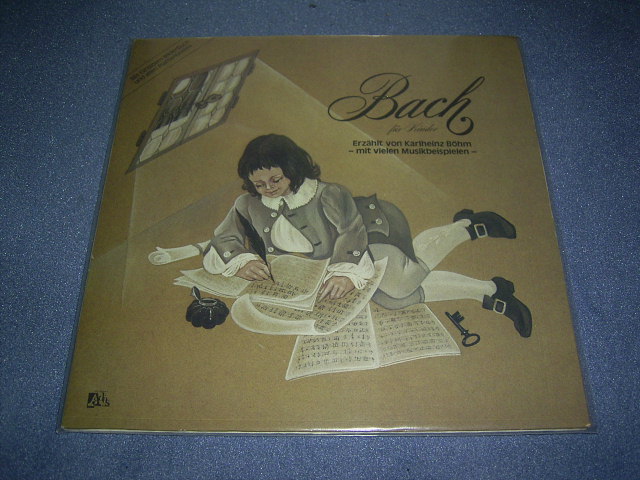 Bach
für Kinder
Erzählt von Karlheinz Böhm
– mit vielen Musikbeispielen –